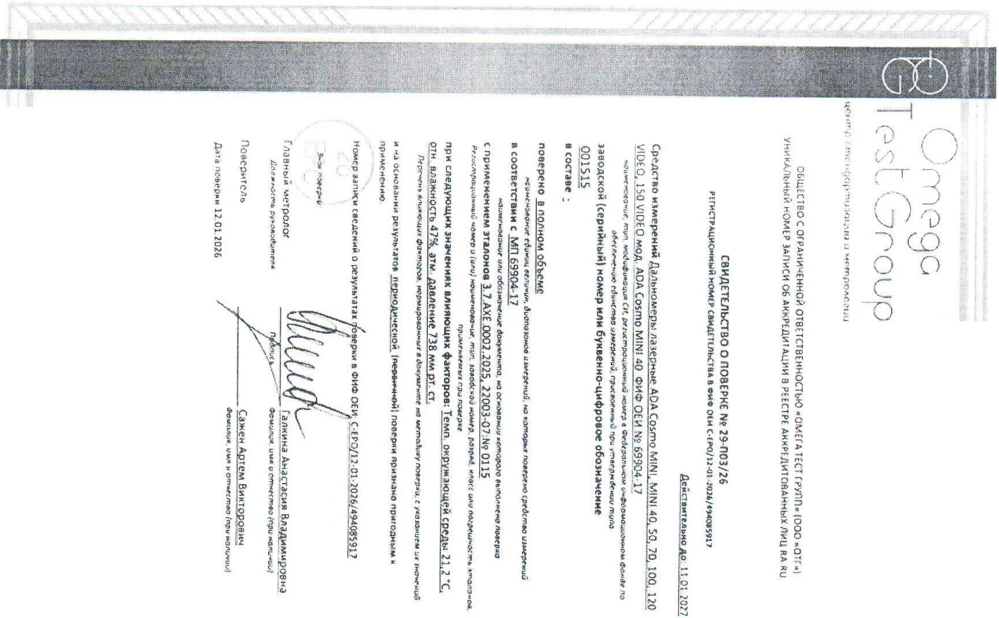 Omega
TestGroup
центр сертификации и метрологии
ОБЩЕСТВО С ОГРАНИЧЕННОЙ ОТВЕТСТВЕННОСТЬЮ «ОМЕГА ТЕСТ ГРУПП» (ООО «ОТГ»)
УНИКАЛЬНЫЙ НОМЕР ЗАПИСИ ОБ АККРЕДИТАЦИИ В РЕЕСТРЕ АККРЕДИТОВАННЫХ ЛИЦ RA.RU.
СВИДЕТЕЛЬСТВО О ПОВЕРКЕ № 29-П03/26
РЕГИСТРАЦИОННЫЙ НОМЕР СВИДЕТЕЛЬСТВА В ФИФ ОЕИ С-ЕРО/12-01-2026/494085917
Действительно до: 11.01.2027
Средство измерений Дальномеры лазерные ADA Cosmo MINI, MINI 40, 50, 70, 100, 120
VIDEO, 150 VIDEO мод. ADA Cosmo MINI 40 ФИФ ОЕИ № 69904-17
наименование, тип, модификация СИ, регистрационный номер в Федеральном информационном фонде по
обеспечению единства измерений, присвоенный при утверждении типа
заводской (серийный) номер или буквенно-цифровое обозначение
001515
в составе -
поверено в полном объеме
наименование единиц величин, диапазонов измерений, на которых поверено средство измерений
в соответствии с МП 69904-17
наименование или обозначение документа, на основании которого выполнена поверка
с применением эталонов 3.7.АХЕ.0002.2025, 22003-07:№ 0115
Регистрационный номер и (или) наименование, тип, заводской номер, разряд, класс или погрешность эталонов,
применяемых при поверке
при следующих значениях влияющих факторов: Темп. окружающей среды 21,2 °С,
отн. влажность 47%, атм. давление 738 мм рт. ст.
Перечень влияющих факторов, нормированных в документе на методику поверки, с указанием их значений
и на основании результатов периодической (первичной) поверки признано пригодным к
применению.
Номер записи сведений о результатах поверки в ФИФ ОЕИ: С-ЕРО/12-01-2026/494085917
Знак поверки:
Главный метролог Галкина Анастасия Владимировна
Должность руководителя Подпись Фамилия, имя и отчество (при наличии)
Поверитель Сажен Артем Викторович
Фамилия, имя и отчество (при наличии)
Дата поверки 12.01.2026